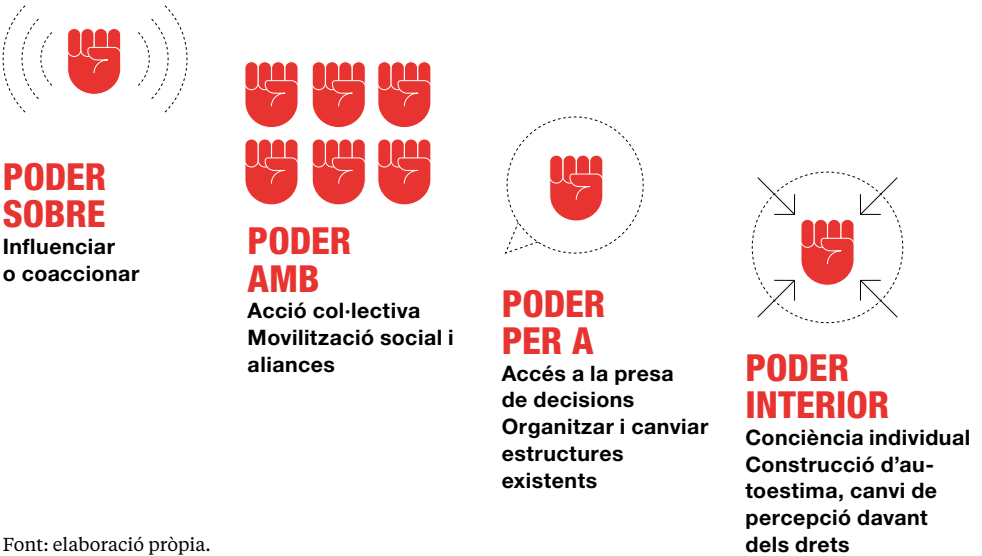 PODER
SOBRE
Influenciar
o coaccionar
PODER
AMB
Acció col·lectiva
Movilització social i
aliances
PODER
PER A
Accés a la presa
de decisions
Organitzar i canviar
estructures
existents
PODER
INTERIOR
Conciència individual
Construcció d’au-
toestima, canvi de
percepció davant
dels drets
Font: elaboració pròpia.